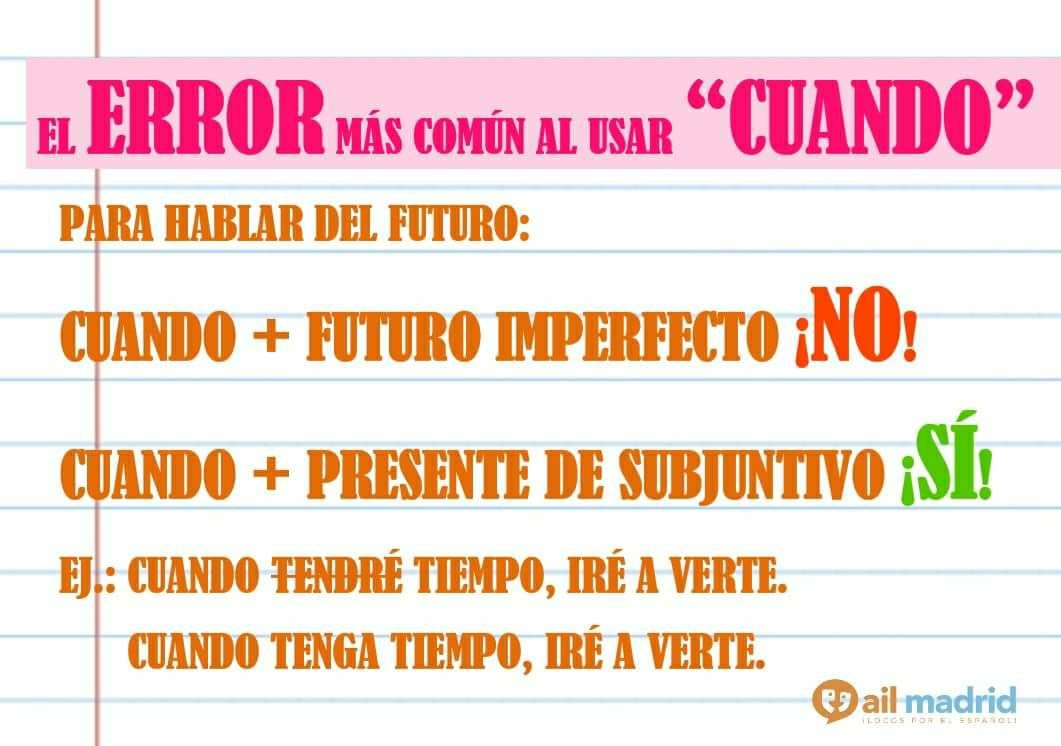 EL ERROR MÁS COMÚN AL USAR “CUANDO”
PARA HABLAR DEL FUTURO:
CUANDO + FUTURO IMPERFECTO ¡NO!
CUANDO + PRESENTE DE SUBJUNTIVO ¡SÍ!
EJ.: CUANDO TENDRÉ TIEMPO, IRÉ A VERTE.
CUANDO TENGA TIEMPO, IRÉ A VERTE.
ail madrid
¡LOCOS POR EL ESPAÑOL!